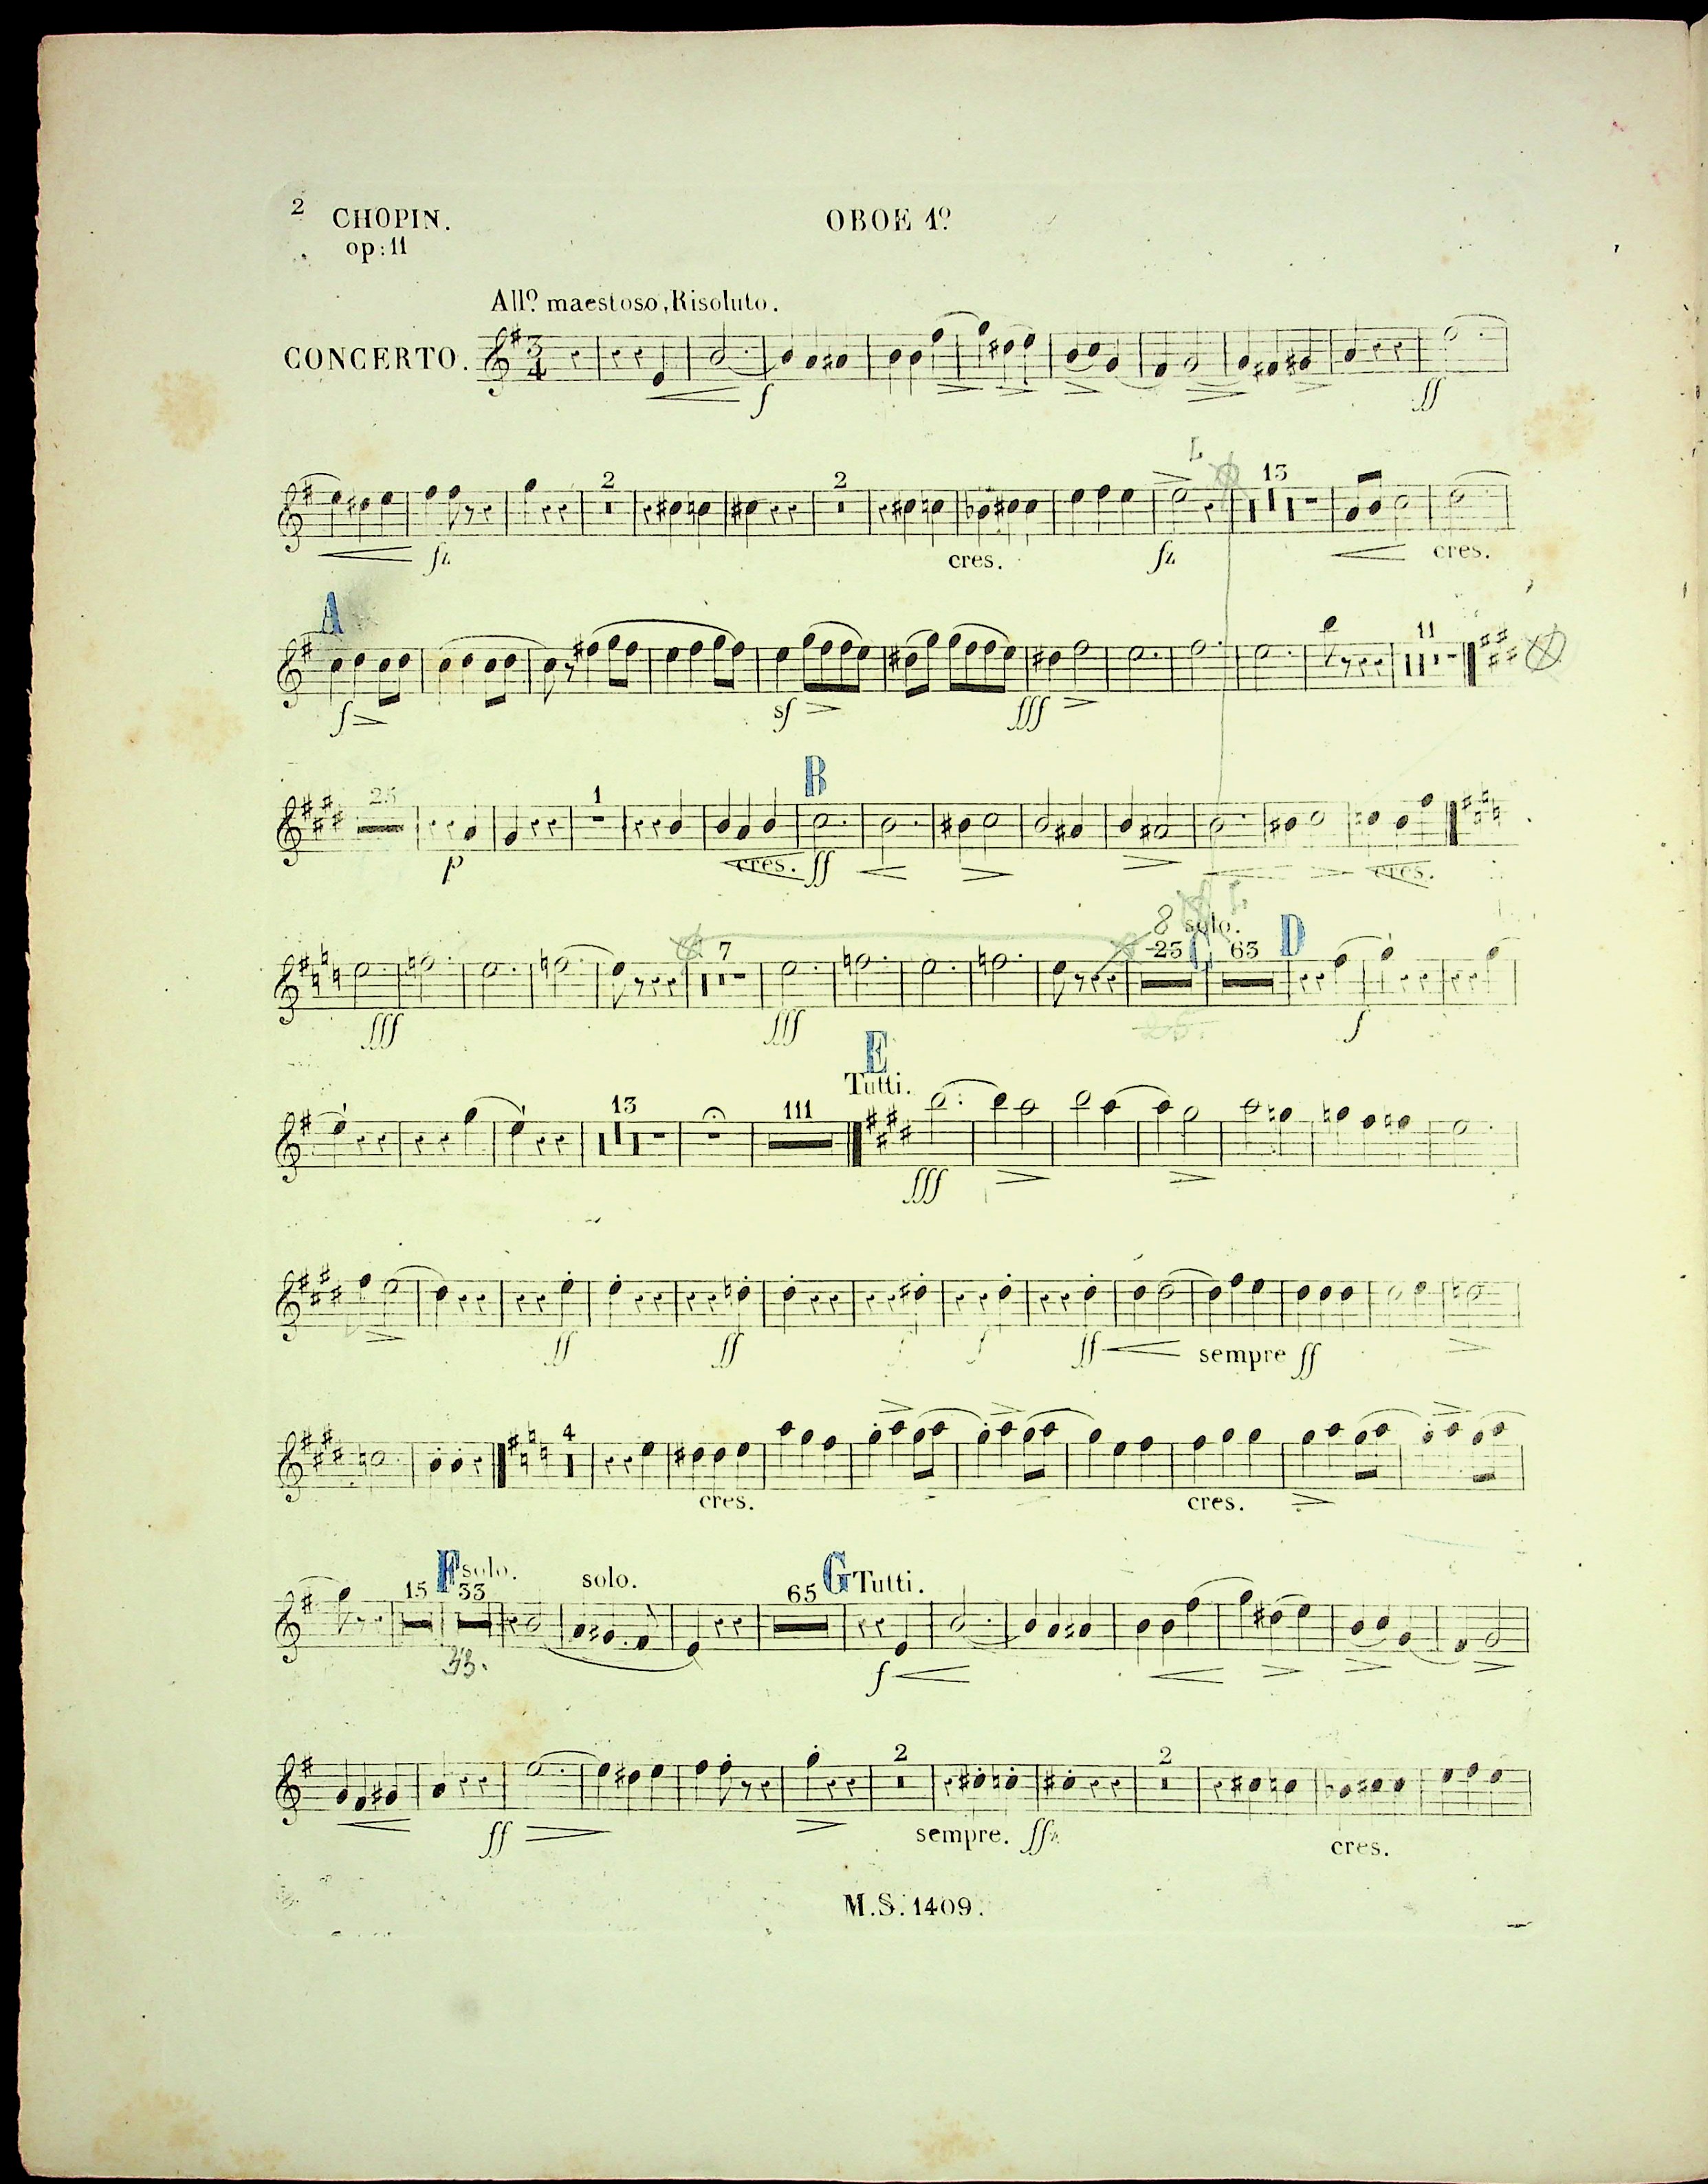 2
CHOPIN.
OBOE 1º
op:11
Allº maestoso, Risoluto.
CONCERTO.
3
4
f
ff
L
2
2
13
fz
cres.
fz
cres.
A
11
f
sf
fff
B
25
1
p
cres. ff
cres.
8 solo.
7
25 C 63 D
fff
fff
f
E
Tutti.
13
111
fff
ff
ff
f
f
ff
sempre ff
4
cres.
cres.
F solo.
solo.
G Tutti.
15
33
65
33.
f
2
2
ff
sempre. ffz
cres.
M.S. 1409.